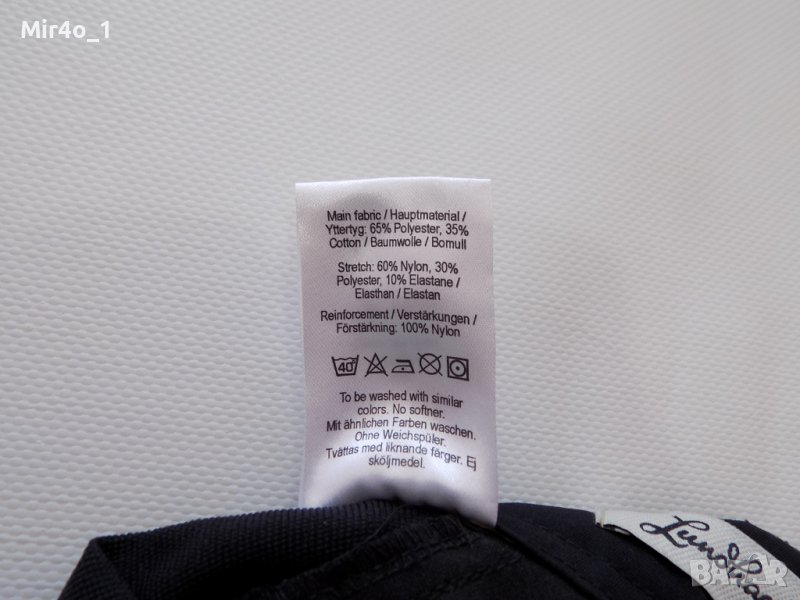 Mir4o_1
Main fabric / Hauptmaterial /
Yttertyg: 65% Polyester, 35%
Cotton / Baumwolle / Bomull
Stretch: 60% Nylon, 30%
Polyester, 10% Elastane /
Elasthan / Elastan
Reinforcement / Verstärkungen /
Förstärkning: 100% Nylon
40°
To be washed with similar
colors. No softner.
Mit ähnlichen Farben waschen.
Ohne Weichspüler.
Tvättas med liknande färger. Ej
sköljmedel.
BAZAR